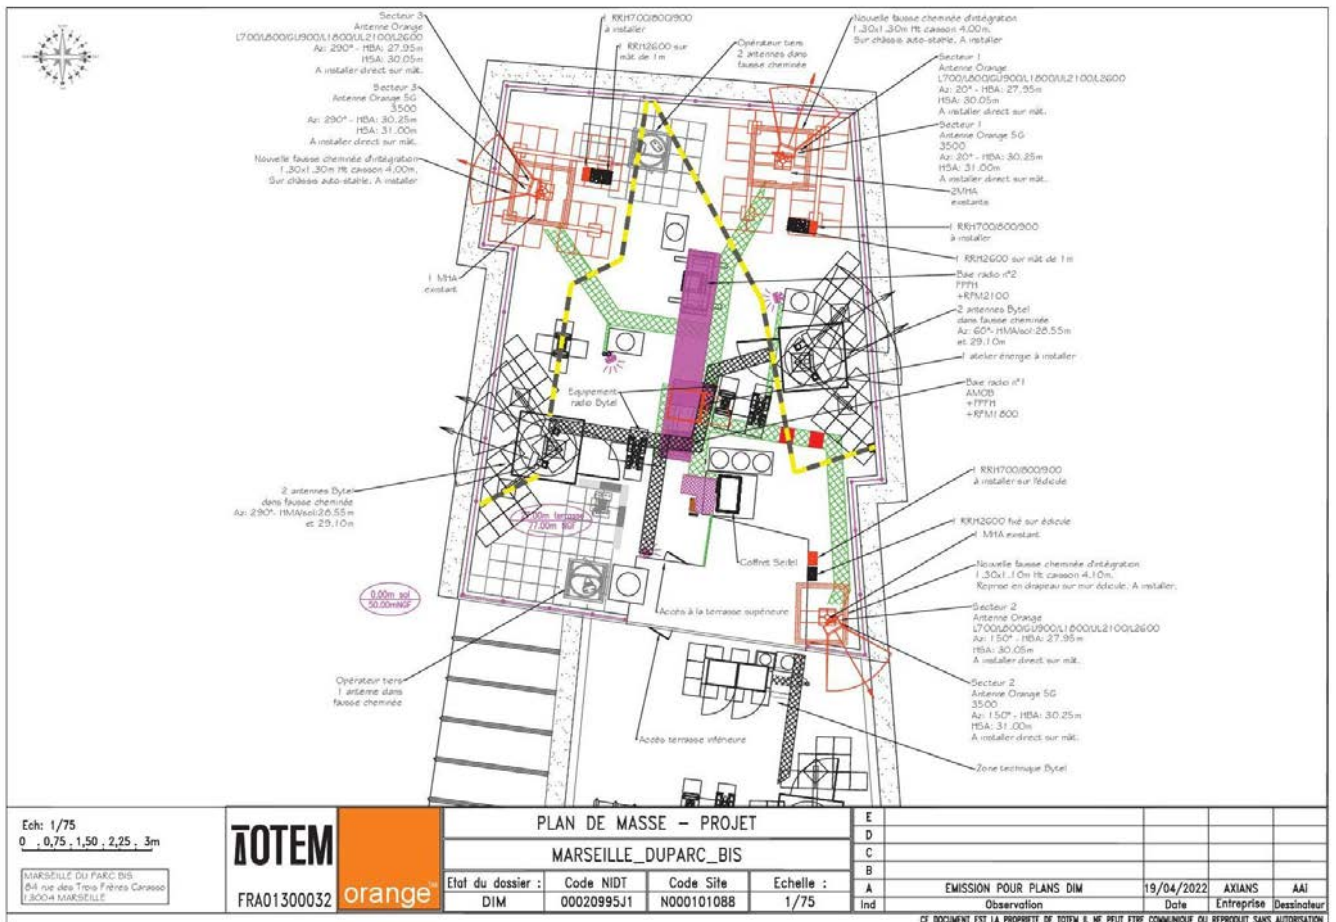 Secteur 3
Antenne Orange
L700/L800/GU900/L1800/UL2100/L2600
Az: 290° - HBA: 27.95m
HSA: 30.05m
A installer direct sur mât.
Secteur 3
Antenne Orange 5G
3500
Az: 290° - HBA: 30.25m
HSA: 31.00m
A installer direct sur mât.
Nouvelle fausse cheminée d'intégration
1.30x1.30m Ht caisson 4.00m.
Sur châssis auto-stable. A installer
1 RRH700/800/900
à installer
1 RRH2600 sur
mât de 1m
Opérateur tiers
2 antennes dans
fausse cheminée
Nouvelle fausse cheminée d'intégration
1.30x1.30m Ht caisson 4.00m.
Sur châssis auto-stable. A installer
Secteur 1
Antenne Orange
L700/L800/GU900/L1800/UL2100/L2600
Az: 20° - HBA: 27.95m
HSA: 30.05m
A installer direct sur mât.
Secteur 1
Antenne Orange 5G
3500
Az: 20° - HBA: 30.25m
HSA: 31.00m
A installer direct sur mât.
2MHA
existants
1 RRH700/800/900
à installer
1 RRH2600 sur mât de 1m
Baie radio n°2
FPFH
+RFM2100
2 antennes Bytel
dans fausse cheminée
Az: 60°- HMA/sol:28.55m
et 29.10m
1 atelier énergie à installer
Baie radio n°1
AMOB
+FPFH
+RFM1800
1 MHA
existant
Equipement
radio Bytel
2 antennes Bytel
dans fausse cheminée
Az: 290°- HMA/sol:28.55m
et 29.10m
27.00m terrasse
77.00m NGF
0.00m sol
50.00mNGF
Coffret Sedel
Accès à la terrasse supérieure
1 RRH700/800/900
à installer sur l'édicule
1 RRH2600 fixé sur édicule
1 MHA existant
Nouvelle fausse cheminée d'intégration
1.30x1.10m Ht caisson 4.10m.
Reprise en drapeau sur mur édicule. A installer.
Secteur 2
Antenne Orange
L700/L800/GU900/L1800/UL2100/L2600
Az: 150° - HBA: 27.95m
HSA: 30.05m
A installer direct sur mât.
Secteur 2
Antenne Orange 5G
3500
Az: 150° - HBA: 30.25m
HSA: 31.00m
A installer direct sur mât.
Opérateur tiers
1 antenne dans
fausse cheminée
Accès terrasse inférieure
Zone technique Bytel
Ech: 1/75
0 0,75 1,50 2,25 3m
MARSEILLE DU PARC BIS
84 rue des Trois Frères Carasso
13004 MARSEILLE
TOTEM
FRA01300032
orange™
PLAN DE MASSE - PROJET
MARSEILLE_DUPARC_BIS
Etat du dossier : Code NIDT Code Site Echelle :
DIM 00020995J1 N000101088 1/75
E
D
C
B
A EMISSION POUR PLANS DIM 19/04/2022 AXIANS AAI
Ind Observation Date Entreprise Dessinateur
CE DOCUMENT EST LA PROPRIETE DE TOTEM IL NE PEUT ETRE COMMUNIQUE OU REPRODUIT SANS AUTORISATION